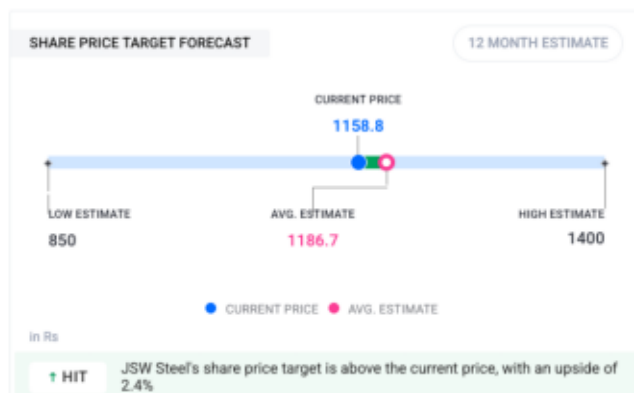 SHARE PRICE TARGET FORECAST
12 MONTH ESTIMATE
CURRENT PRICE
1158.8
LOW ESTIMATE
AVG. ESTIMATE
HIGH ESTIMATE
850
1186.7
1400
CURRENT PRICE
AVG. ESTIMATE
in Rs
↑ HIT
JSW Steel's share price target is above the current price, with an upside of
2.4%